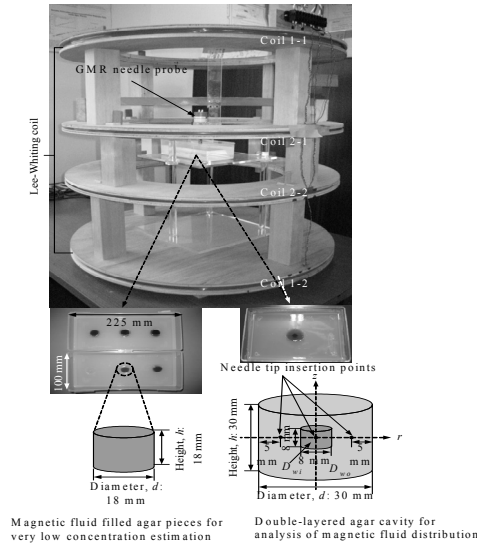 Coil 1-1
GMR needle probe
Lee-Whiting coil
Coil 2-1
Coil 2-2
Coil 1-2
225 mm
100 mm
Needle tip insertion points
z
Height, h:
18 mm
Diameter, d:
18 mm
Height, h: 30 mm
8 mm
r
5
mm
8 mm
5
mm
D wi
D wo
Diameter, d: 30 mm
Magnetic fluid filled agar pieces for
very low concentration estimation
Double-layered agar cavity for
analysis of magnetic fluid distribution